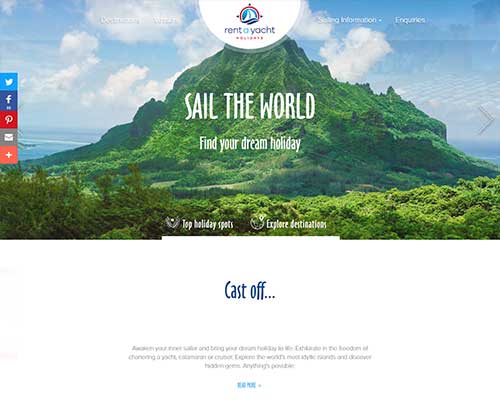 Destinations
rent a yacht
HOLIDAYS
Sailing Information
Enquiries
SAIL THE WORLD
Find your dream holiday
Top holiday spots
Explore destinations
Cast off...
Awaken your inner sailor and bring your dream holiday to life. Exhilarate in the freedom of
chartering a yacht, catamaran or cruiser. Explore the world's most idyllic islands and discover
hidden gems. Anything's possible.
READ MORE